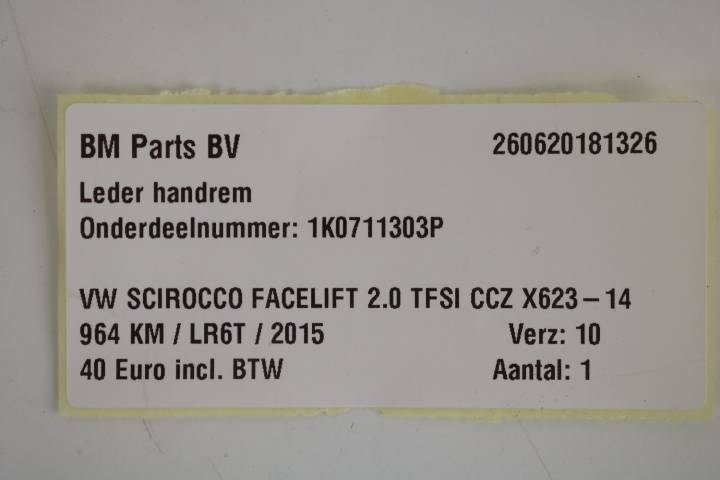 BM Parts BV 260620181326
Leder handrem
Onderdeelnummer: 1K0711303P
VW SCIROCCO FACELIFT 2.0 TFSI CCZ X623-14
964 KM / LR6T / 2015 Verz: 10
40 Euro incl. BTW Aantal: 1